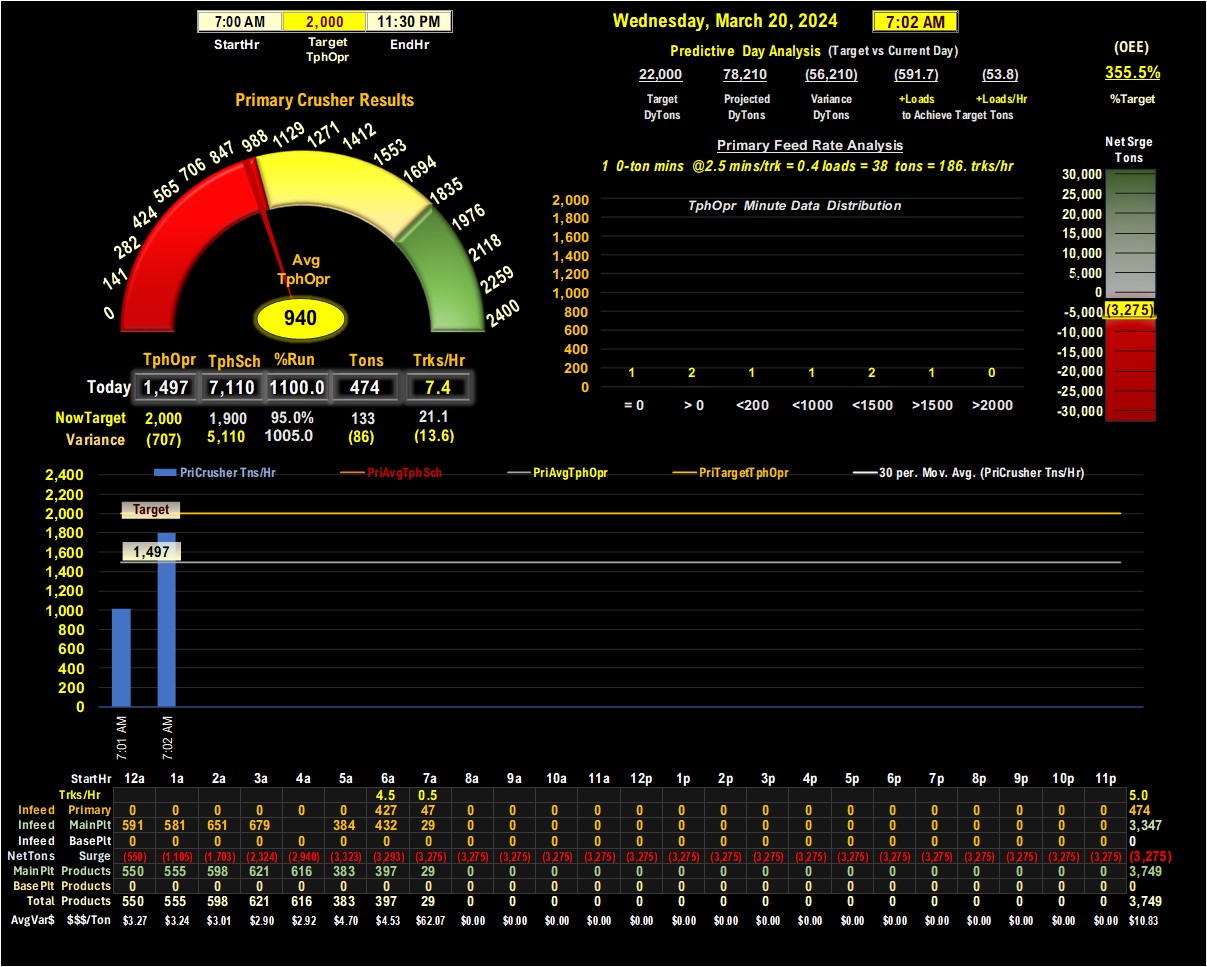 7:00 AM 2,000 11:30 PM
StartHr Target TphOpr EndHr
Wednesday, March 20, 2024 7:02 AM
Predictive Day Analysis (Target vs Current Day)
22,000 78,210 (56,210) (591.7) (53.8)
Target DyTons Projected DyTons Variance DyTons +Loads +Loads/Hr
to Achieve Target Tons
(OEE)
355.5%
%Target
Primary Crusher Results
0 141 282 424 565 706 847 988 1129 1271 1412 1553 1694 1835 1976 2118 2259 2400
Avg
TphOpr
940
TphOpr TphSch %Run Tons Trks/Hr
Today 1,497 7,110 1100.0 474 7.4
NowTarget 2,000 1,900 95.0% 133 21.1
Variance (707) 5,110 1005.0 (86) (13.6)
Primary Feed Rate Analysis
1 0-ton mins @2.5 mins/trk = 0.4 loads = 38 tons = 186. trks/hr
TphOpr Minute Data Distribution
2,000
1,800
1,600
1,400
1,200
1,000
800
600
400
200
0
1 2 1 1 2 1 0
= 0 > 0 <200 <1000 <1500 >1500 >2000
Net Srge
Tons
30,000
25,000
20,000
15,000
10,000
5,000
0
-5,000 (3,275)
-10,000
-15,000
-20,000
-25,000
-30,000
PriCrusher Tns/Hr PriAvgTphSch PriAvgTphOpr PriTargetTphOpr 30 per. Mov. Avg. (PriCrusher Tns/Hr)
2,400
2,200
2,000
1,800
1,600
1,400
1,200
1,000
800
600
400
200
0
Target
1,497
7:01 AM 7:02 AM
StartHr 12a 1a 2a 3a 4a 5a 6a 7a 8a 9a 10a 11a 12p 1p 2p 3p 4p 5p 6p 7p 8p 9p 10p 11p
Trks/Hr 4.5 0.5 5.0
Infeed Primary 0 0 0 0 0 0 427 47 0 0 0 0 0 0 0 0 0 0 0 0 0 0 0 0 474
Infeed MainPlt 591 581 651 679 384 432 29 0 0 0 0 0 0 0 0 0 0 0 0 0 0 0 0 3,347
Infeed BasePlt 0 0 0 0 0 0 0 0 0 0 0 0 0 0 0 0 0 0 0 0 0 0 0 0 0
NetTons Surge (550) (1,105) (1,703) (2,324) (2,940) (3,323) (3,293) (3,275) (3,275) (3,275) (3,275) (3,275) (3,275) (3,275) (3,275) (3,275) (3,275) (3,275) (3,275) (3,275) (3,275) (3,275) (3,275) (3,275) (3,275)
MainPlt Products 550 555 598 621 616 383 397 29 0 0 0 0 0 0 0 0 0 0 0 0 0 0 0 0 3,749
BasePlt Products 0 0 0 0 0 0 0 0 0 0 0 0 0 0 0 0 0 0 0 0 0 0 0 0 0
Total Products 550 555 598 621 616 383 397 29 0 0 0 0 0 0 0 0 0 0 0 0 0 0 0 0 3,749
AvgVar$ $$$/Ton $3.27 $3.24 $3.01 $2.90 $2.92 $4.70 $4.53 $62.07 $0.00 $0.00 $0.00 $0.00 $0.00 $0.00 $0.00 $0.00 $0.00 $0.00 $0.00 $0.00 $0.00 $0.00 $0.00 $0.00 $10.83